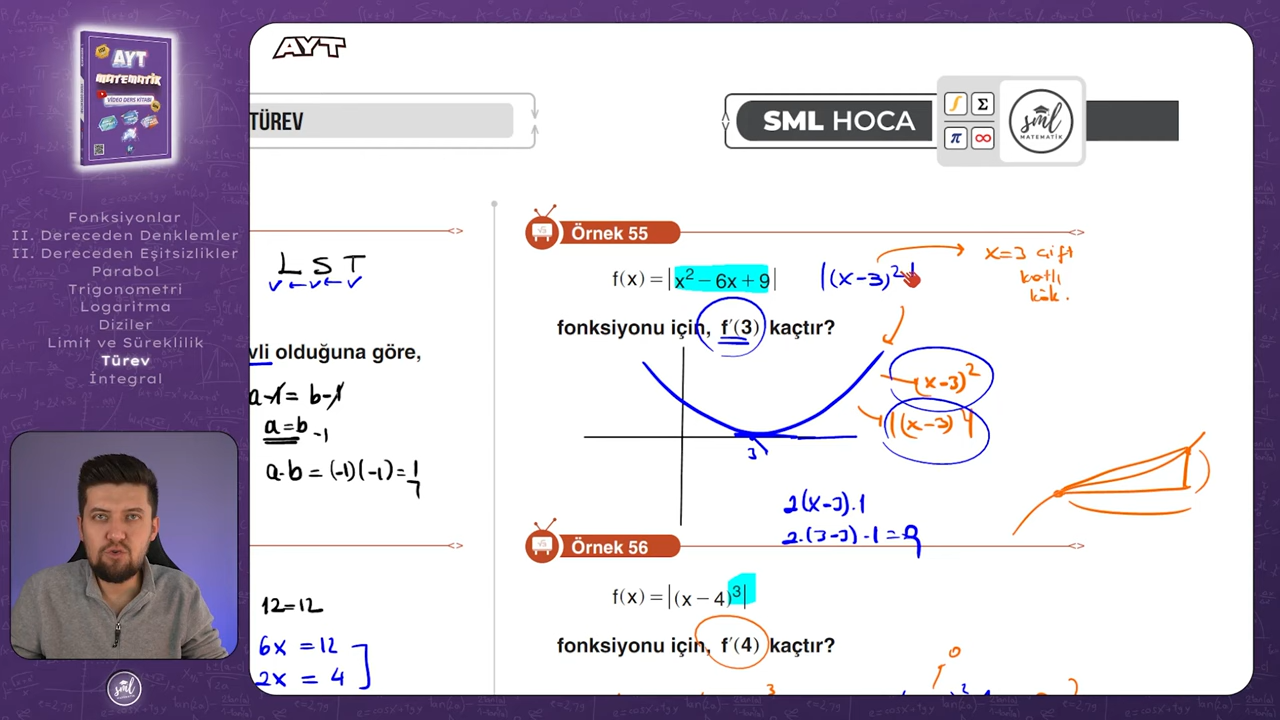 AYT
AYT
MATEMATİK
VİDEO DERS KİTABI
Fonksiyonlar
II. Dereceden Denklemler
II. Dereceden Eşitsizlikler
Parabol
Trigonometri
Logaritma
Diziler
Limit ve Süreklilik
Türev
İntegral
sml
TÜREV
SML HOCA
∫ Σ
π ∞
sml
MATEMATİK
L S T
vli olduğuna göre,
a-1 = b-1
a=b -1
a·b = (-1)(-1) = 1
12=12
6x = 12
2x = 4
Örnek 55
f(x) = |x² – 6x + 9|
|(x-3)²|
x=3 çift
katlı
kök.
fonksiyonu için, f′(3) kaçtır?
(x-3)²
|(x-3)⁴|
3
2(x-3).1
2.(3-3).1=0
Örnek 56
f(x) = |(x – 4)³|
fonksiyonu için, f′(4) kaçtır?
0